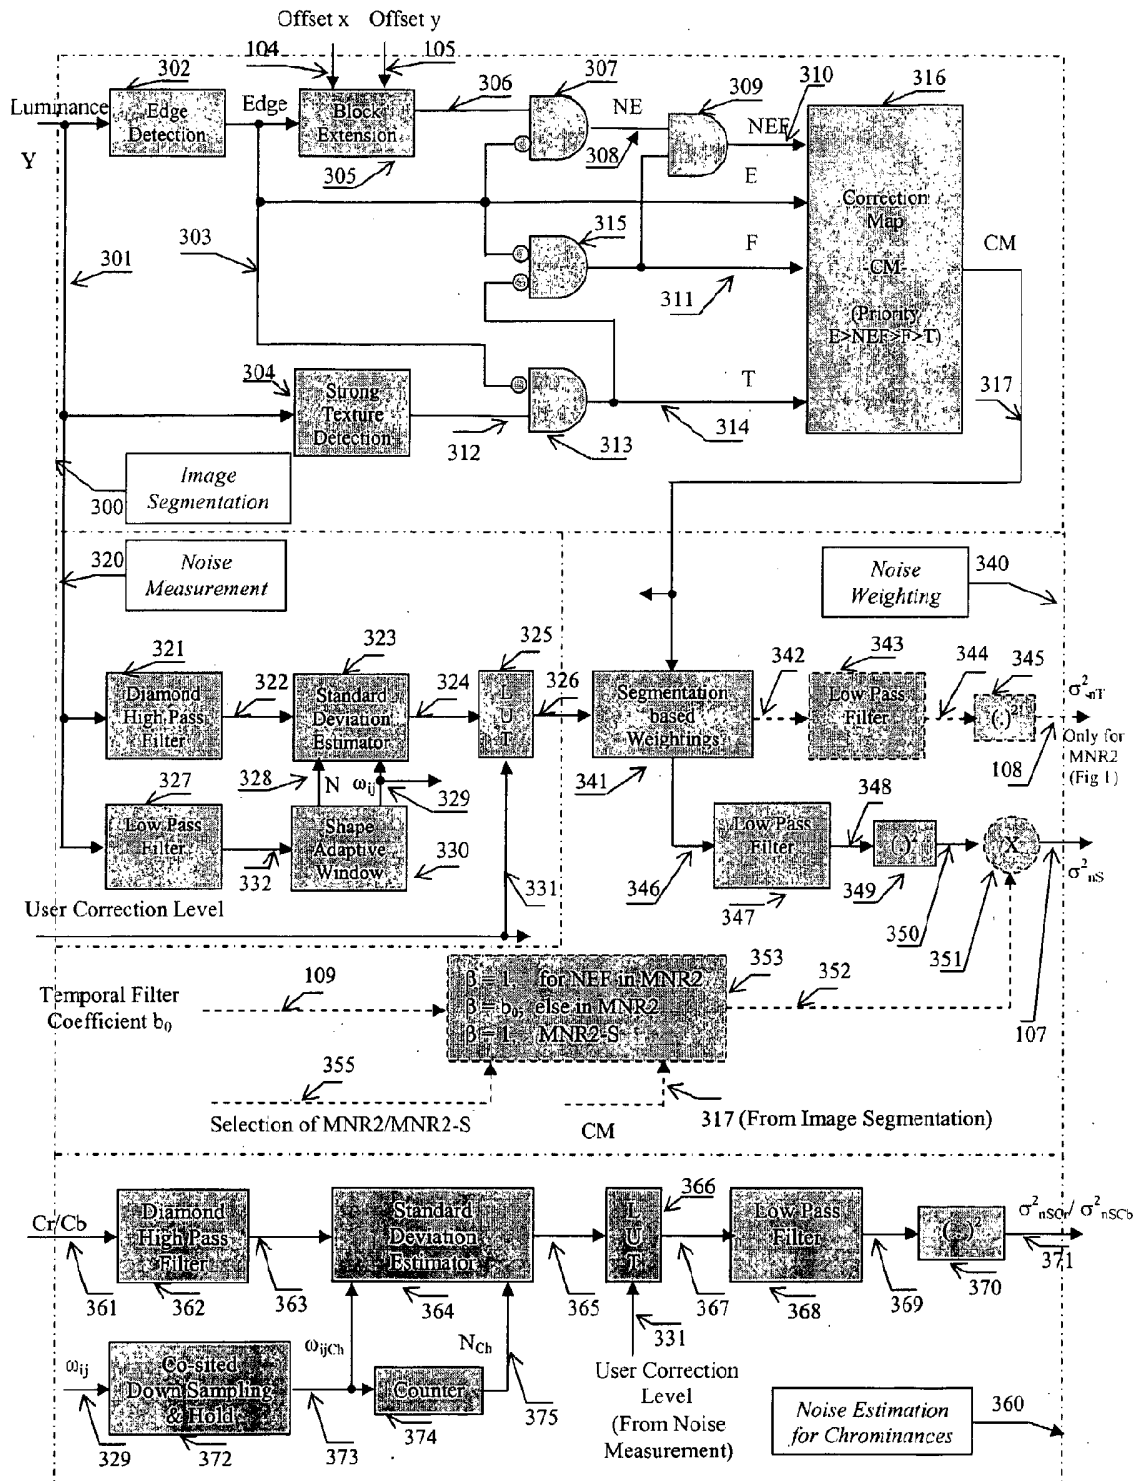 Offset x Offset y
104 105
302 306 307 310 316
Luminance Edge Detection Edge Block Extension NE 309 NEF
Y 305 308
E
Correction Map
-CM-
(Priority E>NEF>F>T)
CM
303 315
F
301 311
304 Strong Texture Detection T 317
312 313 314
300 Image Segmentation
320 Noise Measurement
Noise Weighting 340
321 323 325 342 343 344 345
Diamond High Pass Filter 322 Standard Deviation Estimator 324 LUT 326 Segmentation based Weightings Low Pass Filter (.)² σ²nT
Only for MNR2 (Fig 1)
108
327 328 N ωij 329 341 348
Low Pass Filter Shape Adaptive Window Low Pass Filter (.)² X σ²nS
332 330 331 346 347 349 350 351
User Correction Level
353 352
109
Temporal Filter
Coefficient b0
β = 1, for NEF in MNR2
β = b0, else in MNR2
β = 1 MNR2-S
107
355
Selection of MNR2/MNR2-S
CM
317 (From Image Segmentation)
366
Cr/Cb Diamond High Pass Filter Standard Deviation Estimator LUT Low Pass Filter (.)² σ²nSCr/ σ²nSCb
361 362 363 364 365 367 368 369 370 371
331
ωij Co-sited Down Sampling & Hold ωijCh Counter NCh
329 372 373 374 375
User Correction
Level
(From Noise
Measurement)
Noise Estimation
for Chrominances
360